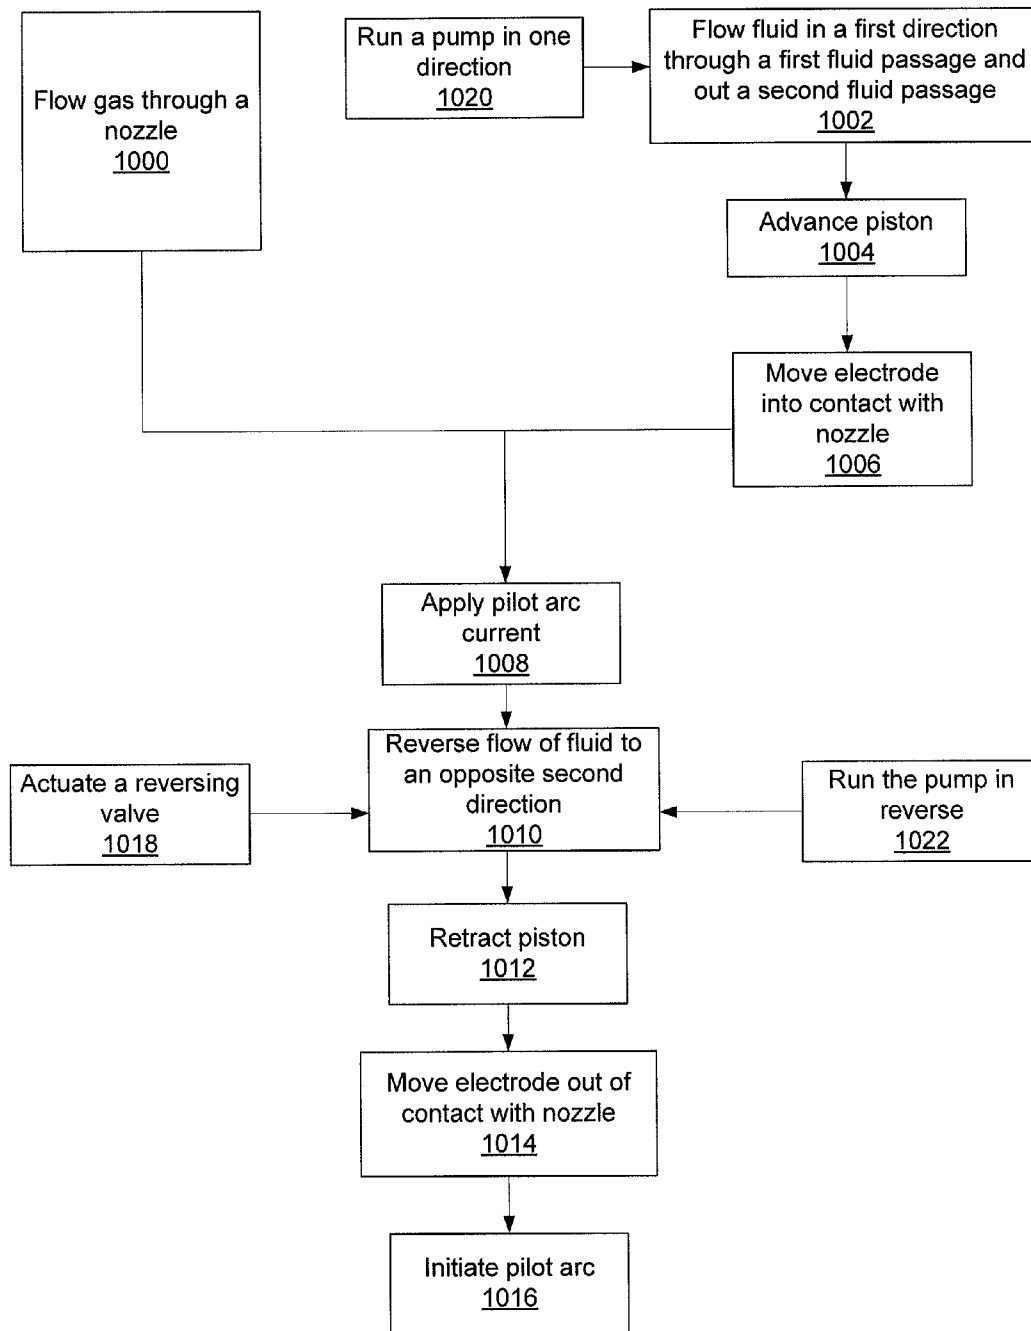 Flow gas through a
nozzle
1000
Run a pump in one
direction
1020
Flow fluid in a first direction
through a first fluid passage and
out a second fluid passage
1002
Advance piston
1004
Move electrode
into contact with
nozzle
1006
Apply pilot arc
current
1008
Actuate a reversing
valve
1018
Reverse flow of fluid to
an opposite second
direction
1010
Run the pump in
reverse
1022
Retract piston
1012
Move electrode out of
contact with nozzle
1014
Initiate pilot arc
1016